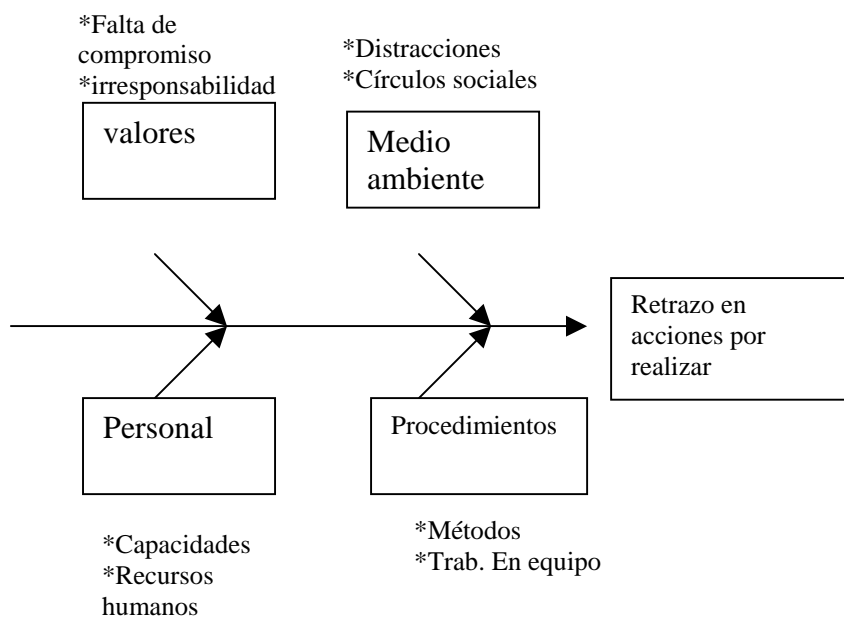 *Falta de
compromiso
*irresponsabilidad
valores
*Distracciones
*Círculos sociales
Medio
ambiente
Retrazo en
acciones por
realizar
Personal
*Capacidades
*Recursos
humanos
Procedimientos
*Métodos
*Trab. En equipo